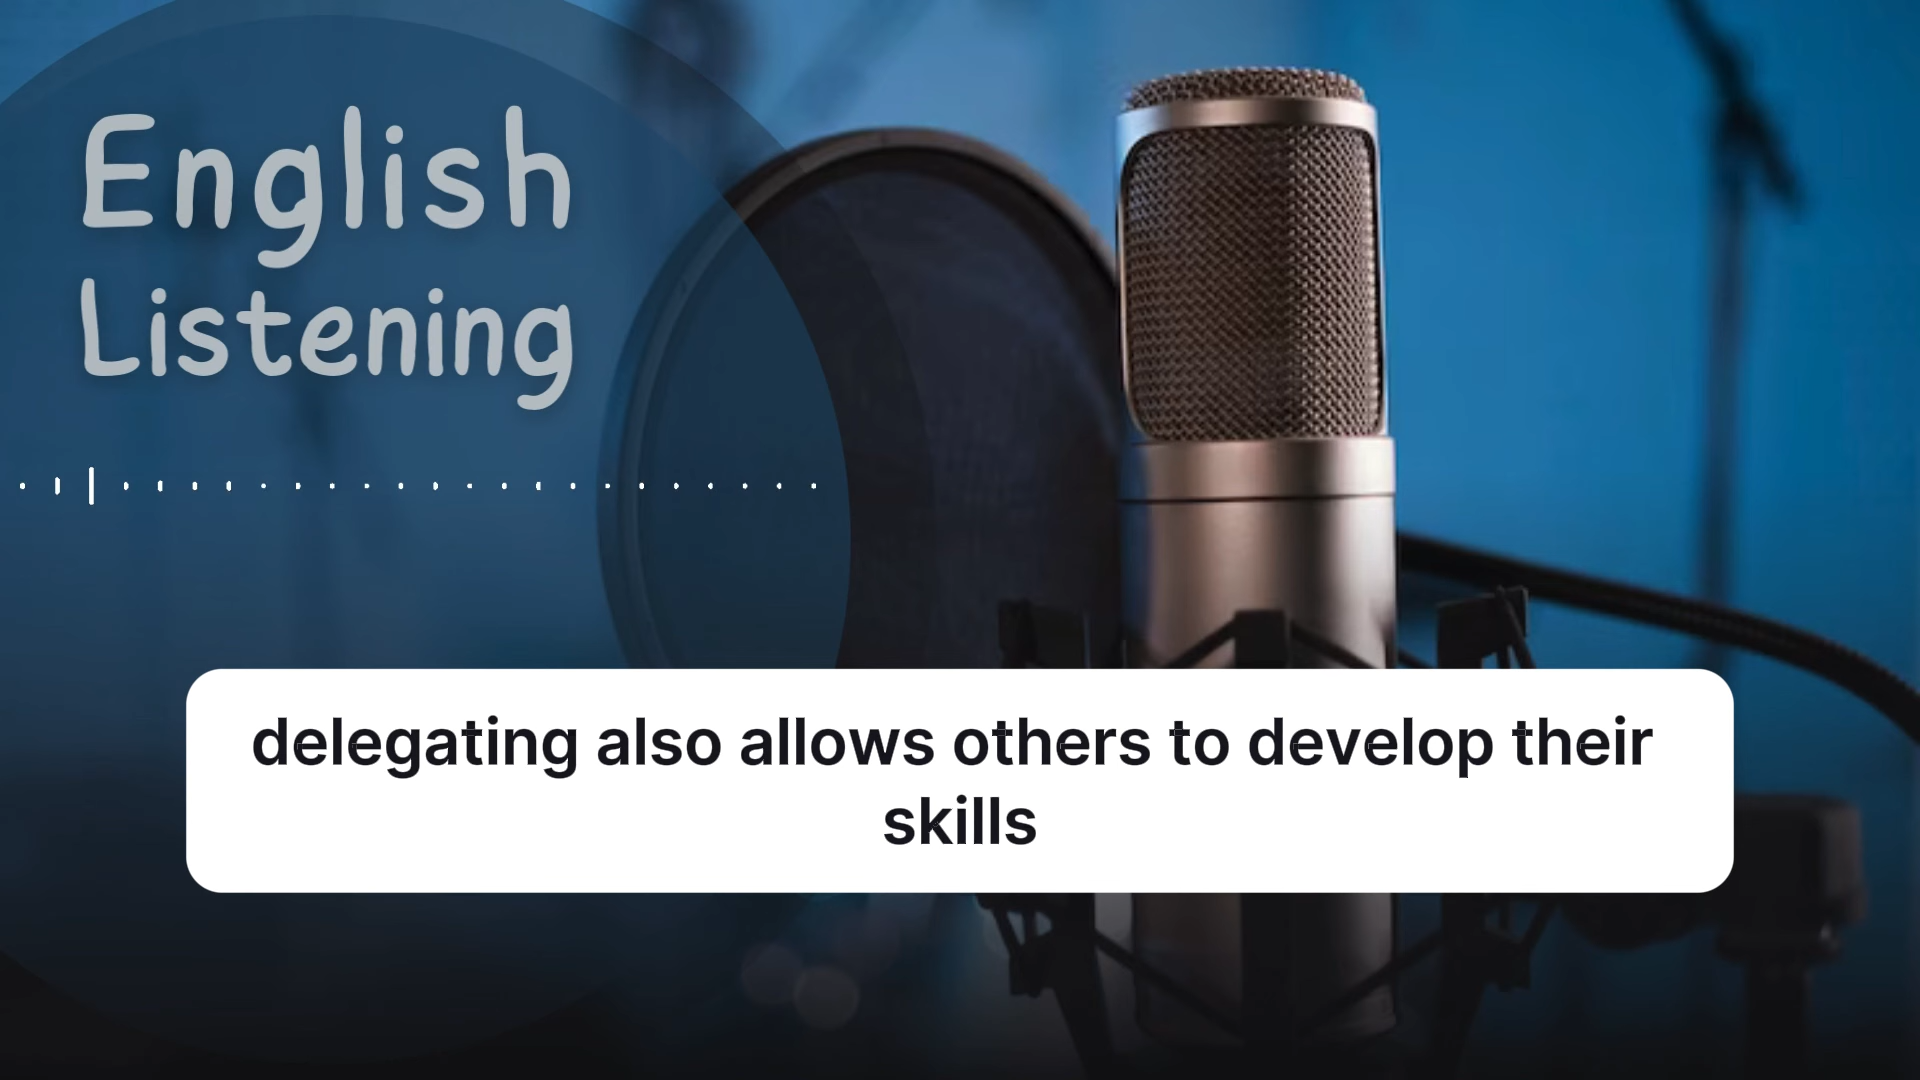 English
Listening
delegating also allows others to develop their
skills